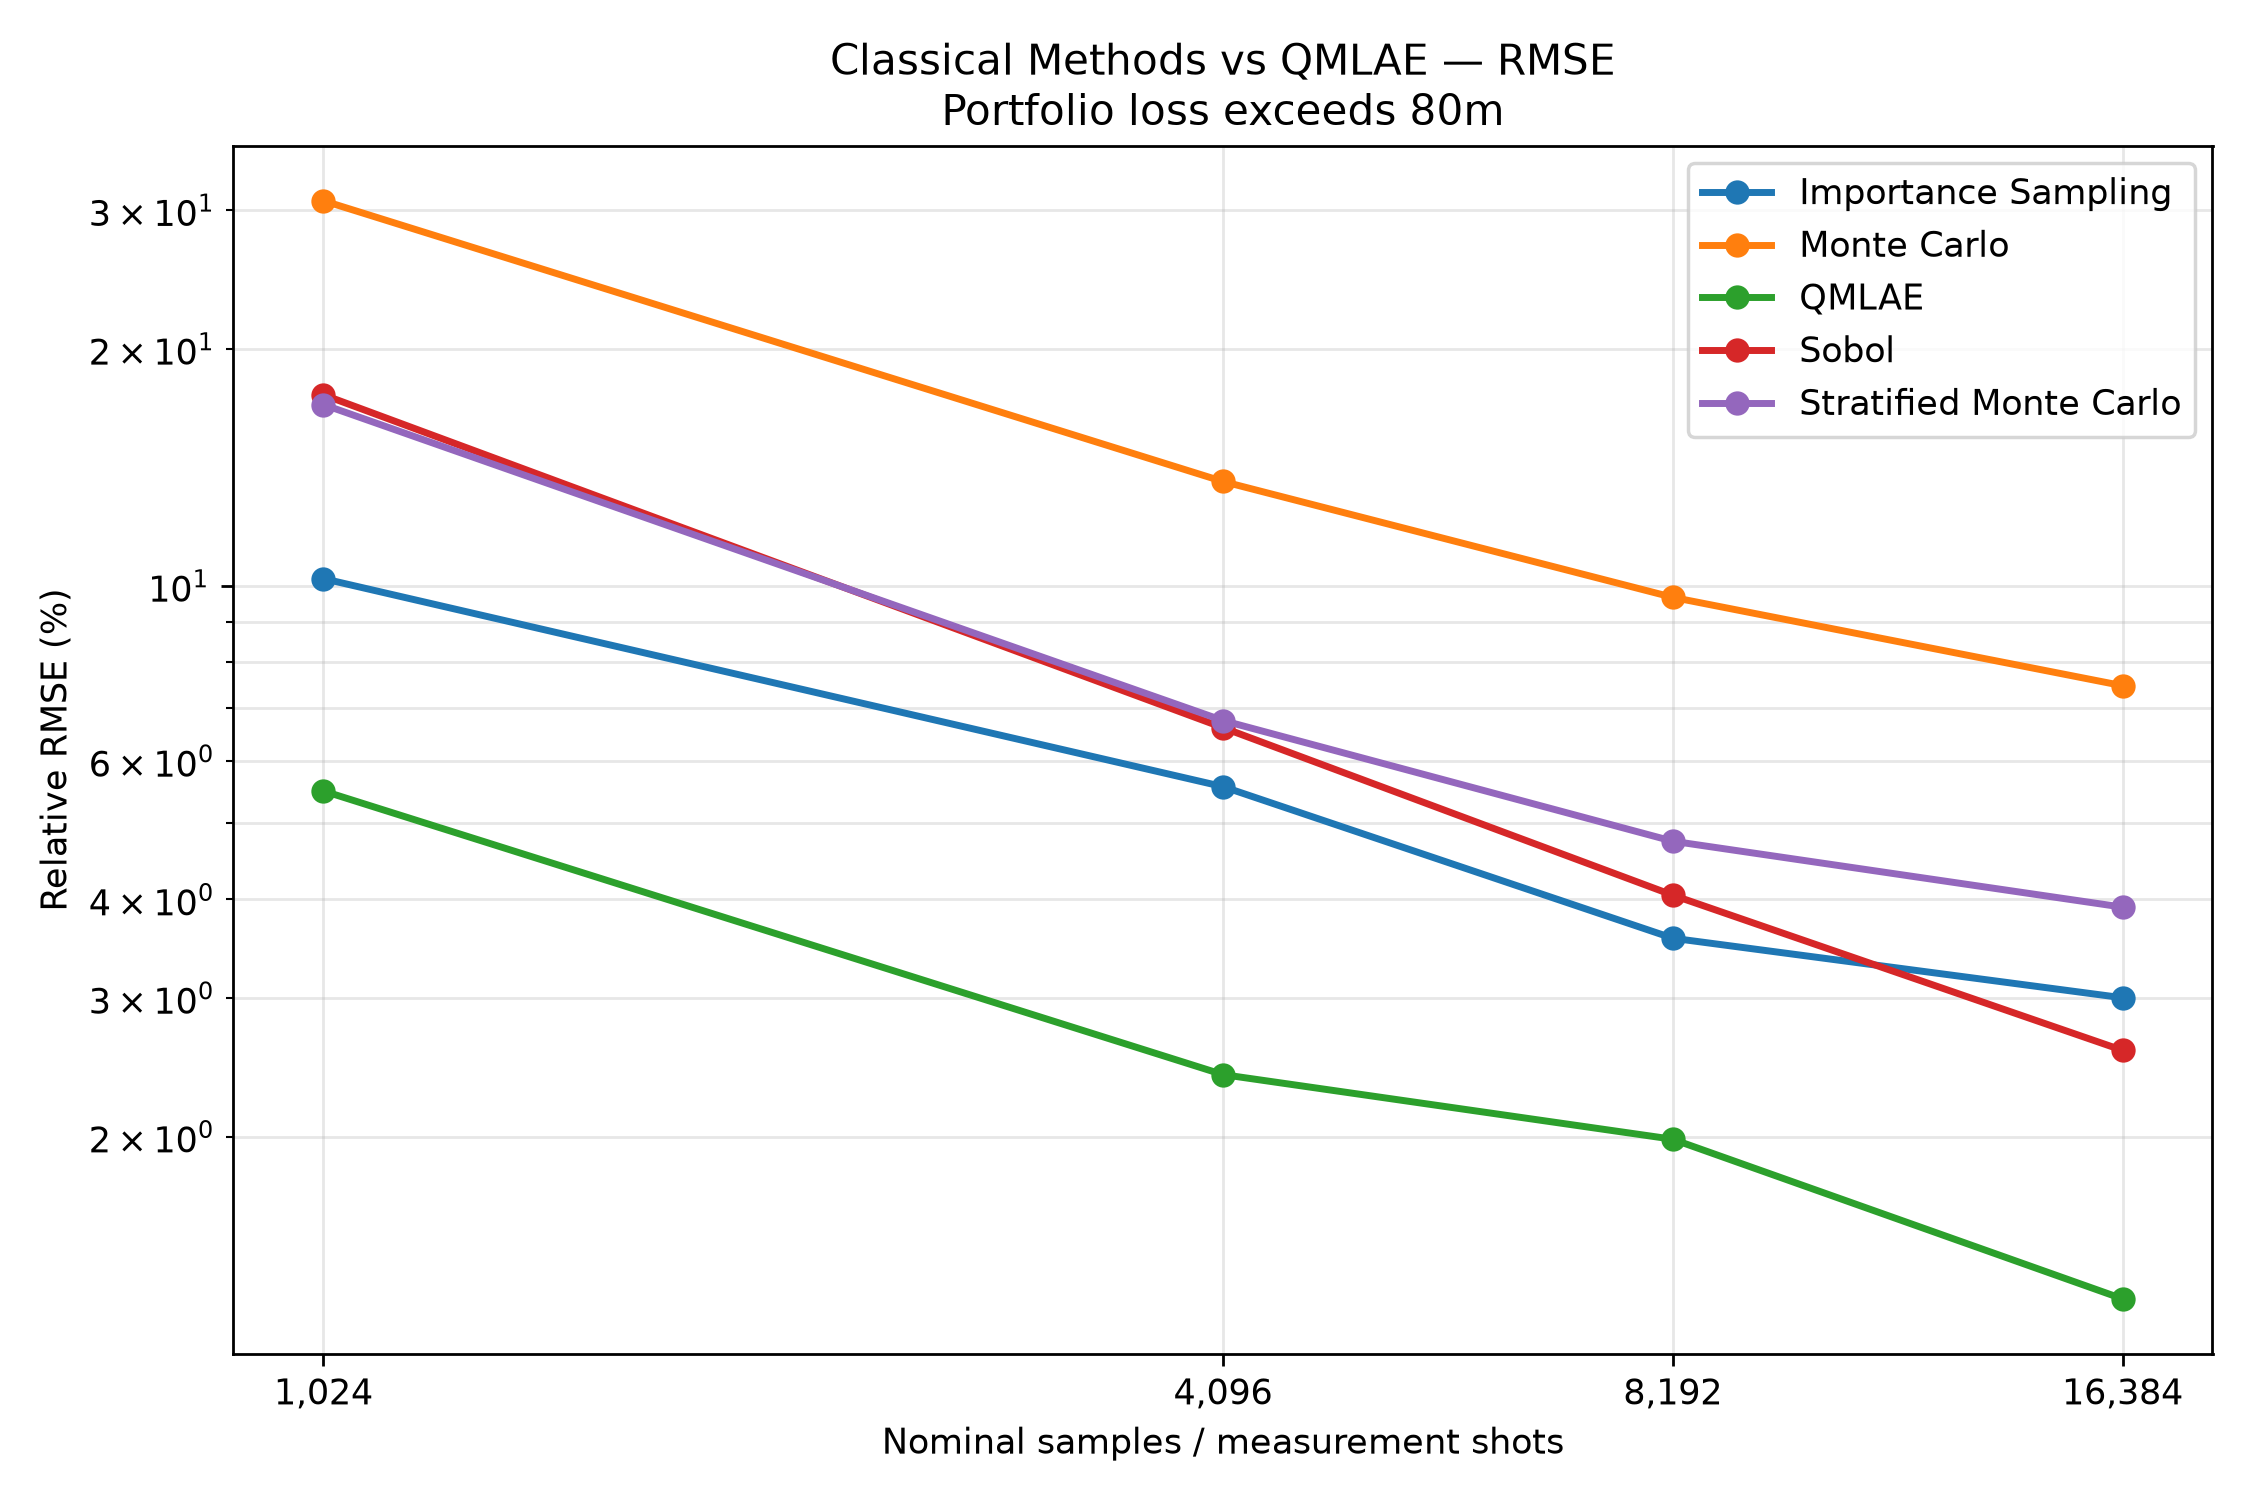 Classical Methods vs QMLAE — RMSE
Portfolio loss exceeds 80m
Importance Sampling
Monte Carlo
QMLAE
Sobol
Stratified Monte Carlo
Relative RMSE (%)
3 × 10¹
2 × 10¹
10¹
6 × 10⁰
4 × 10⁰
3 × 10⁰
2 × 10⁰
1,024 4,096 8,192 16,384
Nominal samples / measurement shots